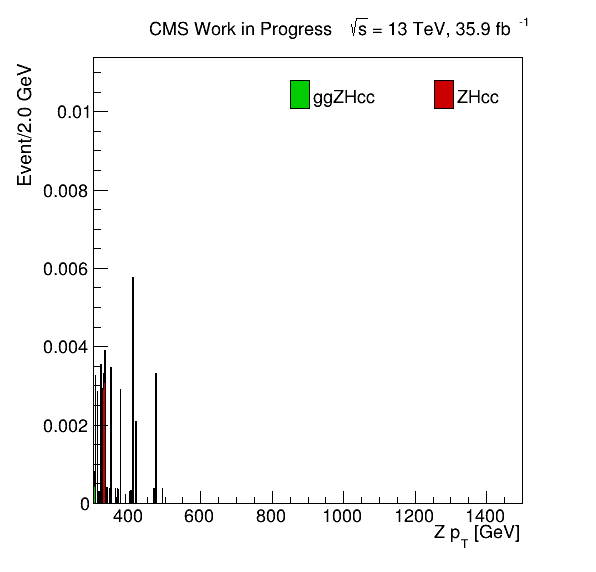 CMS Work in Progress √s = 13 TeV, 35.9 fb⁻¹
Event/2.0 GeV
ggZHcc ZHcc
0.01
0.008
0.006
0.004
0.002
0
400 600 800 1000 1200 1400
Z p_T [GeV]